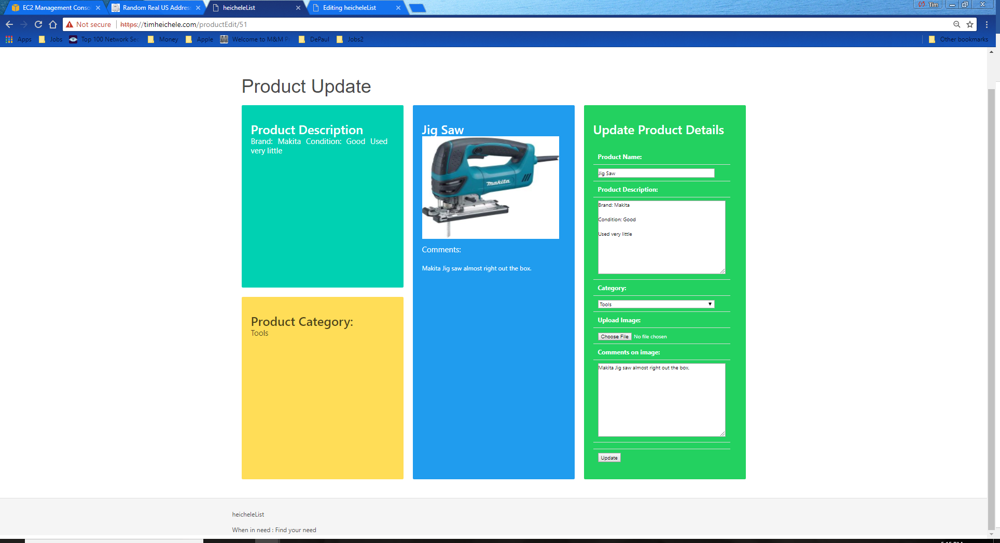 EC2 Management Conso
Random Real US Address
heicheleList
Editing heicheleList
Tim
Not secure
https://timheichele.com/productEdit/51
Apps
Jobs
Top 100 Network Sec
Money
Apple
Welcome to M&M P
DePaul
Jobs2
Other bookmarks
Product Update
Product Description
Brand: Makita Condition: Good Used
very little
Product Category:
Tools
Jig Saw
makita
Comments:
Makita Jig saw almost right out the box.
Update Product Details
Product Name:
Jig Saw
Product Description:
Brand: Makita
Condition: Good
Used very little
Category:
Tools
Upload Image:
Choose File No file chosen
Comments on image:
Makita Jig saw almost right out the box.
Update
heicheleList
When in need : Find your need